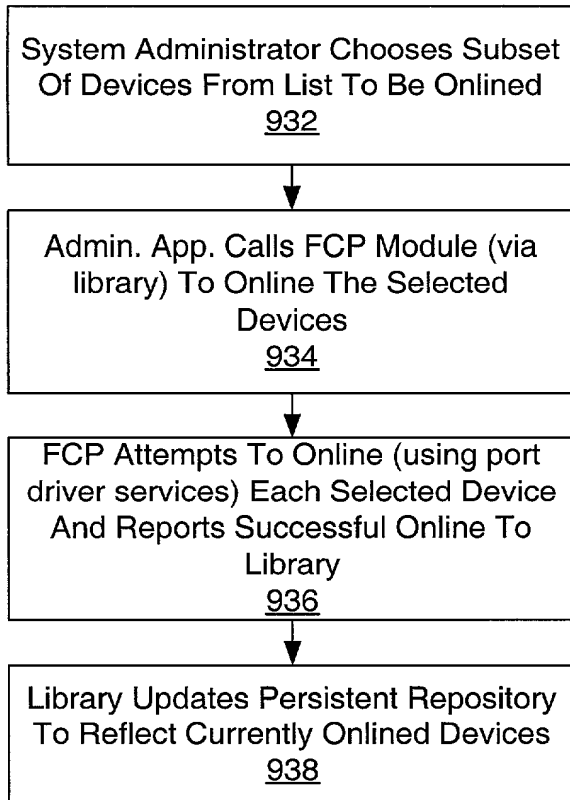 System Administrator Chooses Subset
Of Devices From List To Be Onlined
932
Admin. App. Calls FCP Module (via
library) To Online The Selected
Devices
934
FCP Attempts To Online (using port
driver services) Each Selected Device
And Reports Successful Online To
Library
936
Library Updates Persistent Repository
To Reflect Currently Onlined Devices
938